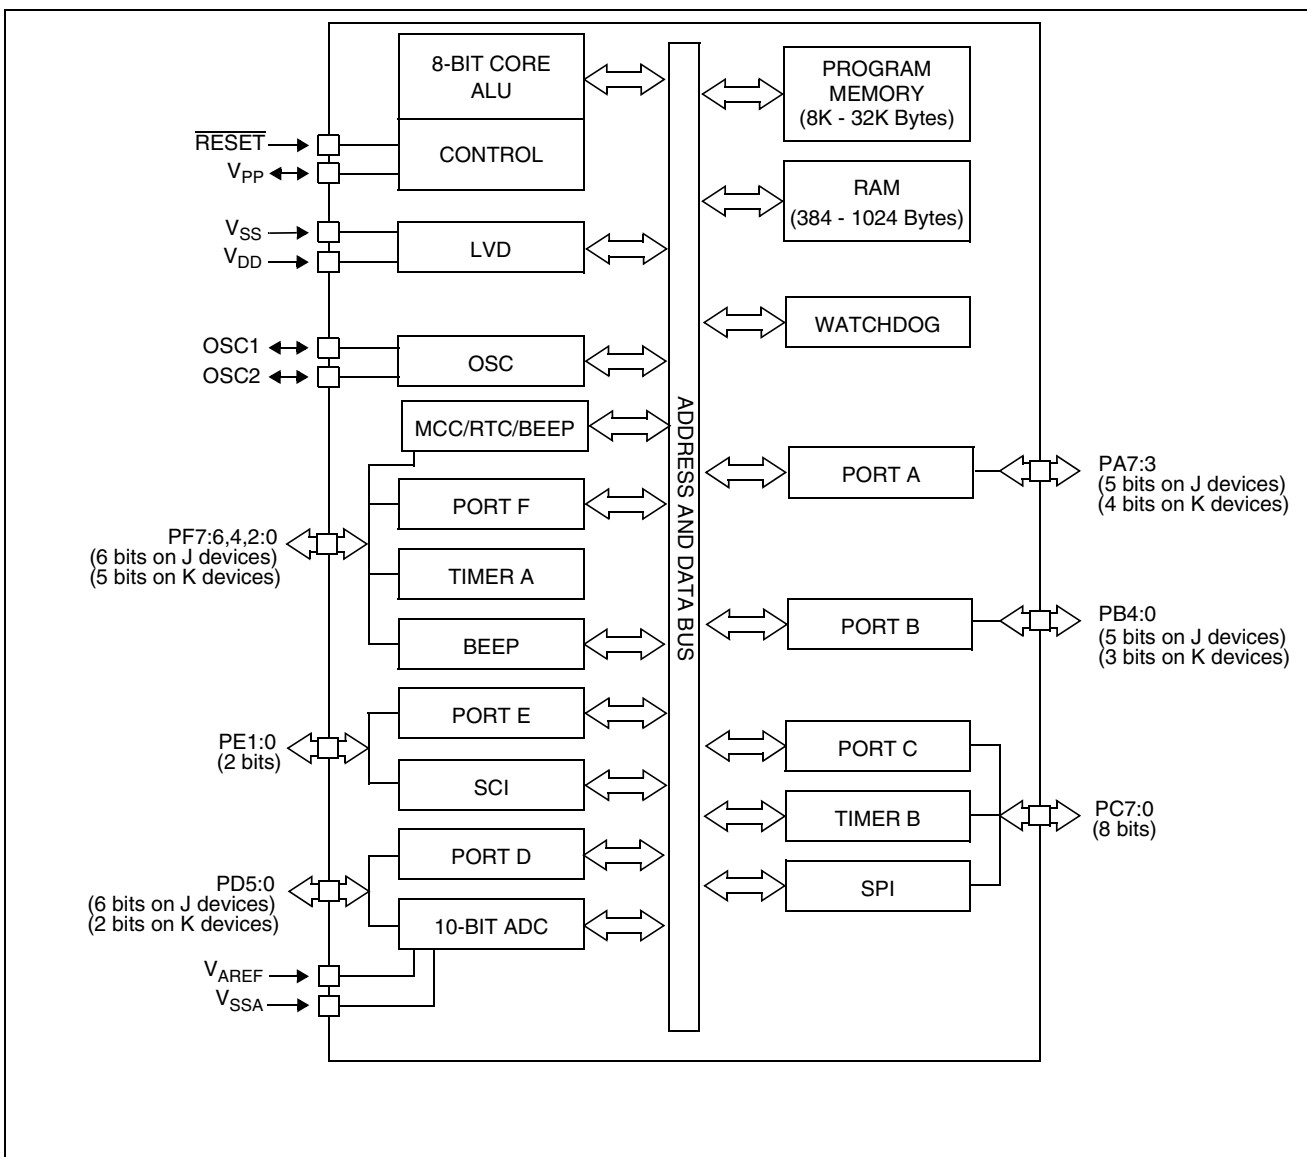 8-BIT CORE
ALU
CONTROL
RESET
VPP
VSS
VDD
LVD
OSC1
OSC2
OSC
MCC/RTC/BEEP
PORT F
TIMER A
BEEP
PF7:6,4,2:0
(6 bits on J devices)
(5 bits on K devices)
PORT E
SCI
PE1:0
(2 bits)
PORT D
10-BIT ADC
PD5:0
(6 bits on J devices)
(2 bits on K devices)
VAREF
VSSA
ADDRESS AND DATA BUS
PROGRAM
MEMORY
(8K - 32K Bytes)
RAM
(384 - 1024 Bytes)
WATCHDOG
PORT A
PA7:3
(5 bits on J devices)
(4 bits on K devices)
PORT B
PB4:0
(5 bits on J devices)
(3 bits on K devices)
PORT C
TIMER B
SPI
PC7:0
(8 bits)